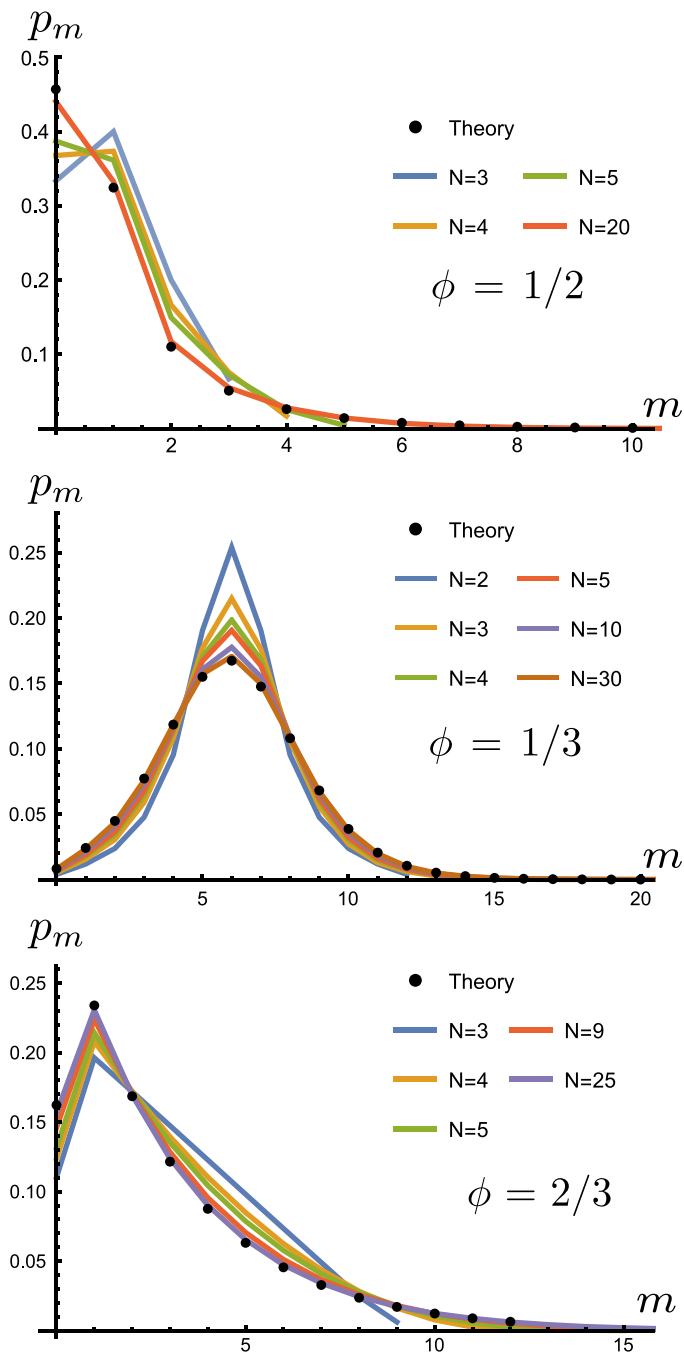 p_m
0.5
Theory
0.4
N=3 N=5
0.3
N=4 N=20
ϕ = 1/2
0.2
0.1
m
2 4 6 8 10
p_m
Theory
0.25
N=2 N=5
0.20
N=3 N=10
0.15
N=4 N=30
ϕ = 1/3
0.10
0.05
m
5 10 15 20
p_m
0.25
Theory
N=3 N=9
0.20
N=4 N=25
0.15
N=5
ϕ = 2/3
0.10
0.05
m
5 10 15